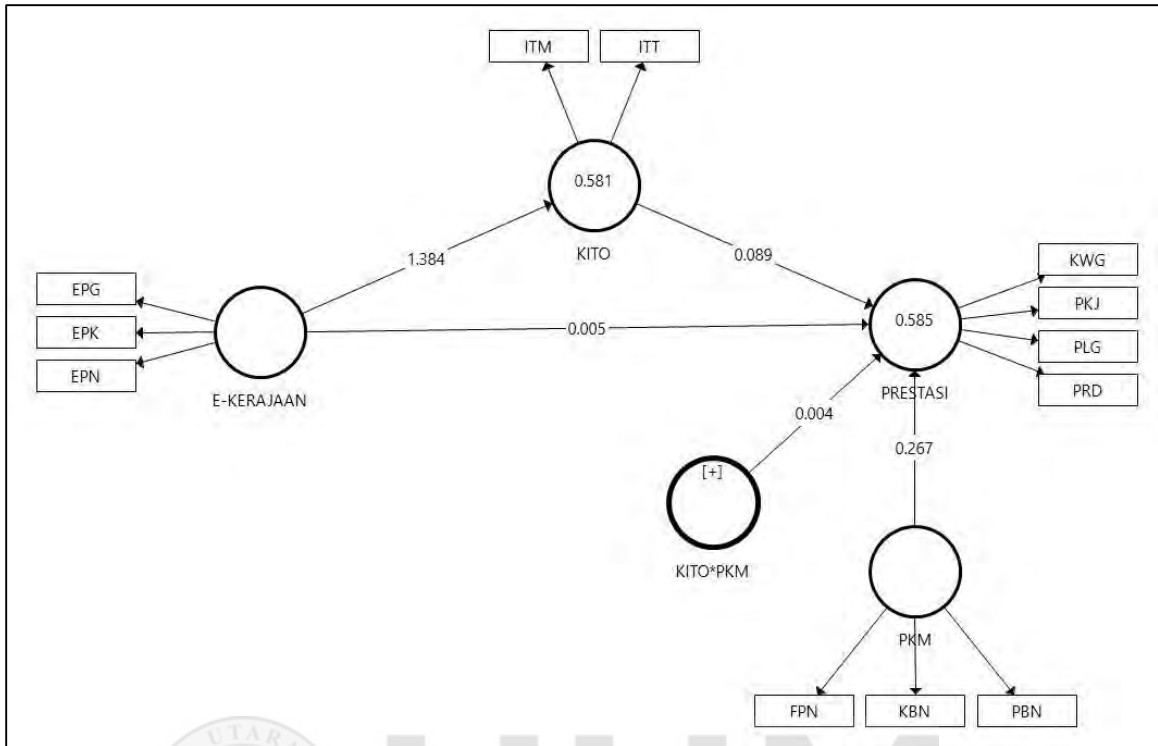 ITM
ITT
0.581
KITO
1.384
0.089
EPG
EPK
EPN
E-KERAJAAN
0.005
0.585
PRESTASI
KWG
PKJ
PLG
PRD
0.004
0.267
[+]
KITO*PKM
PKM
FPN
KBN
PBN
UTARA